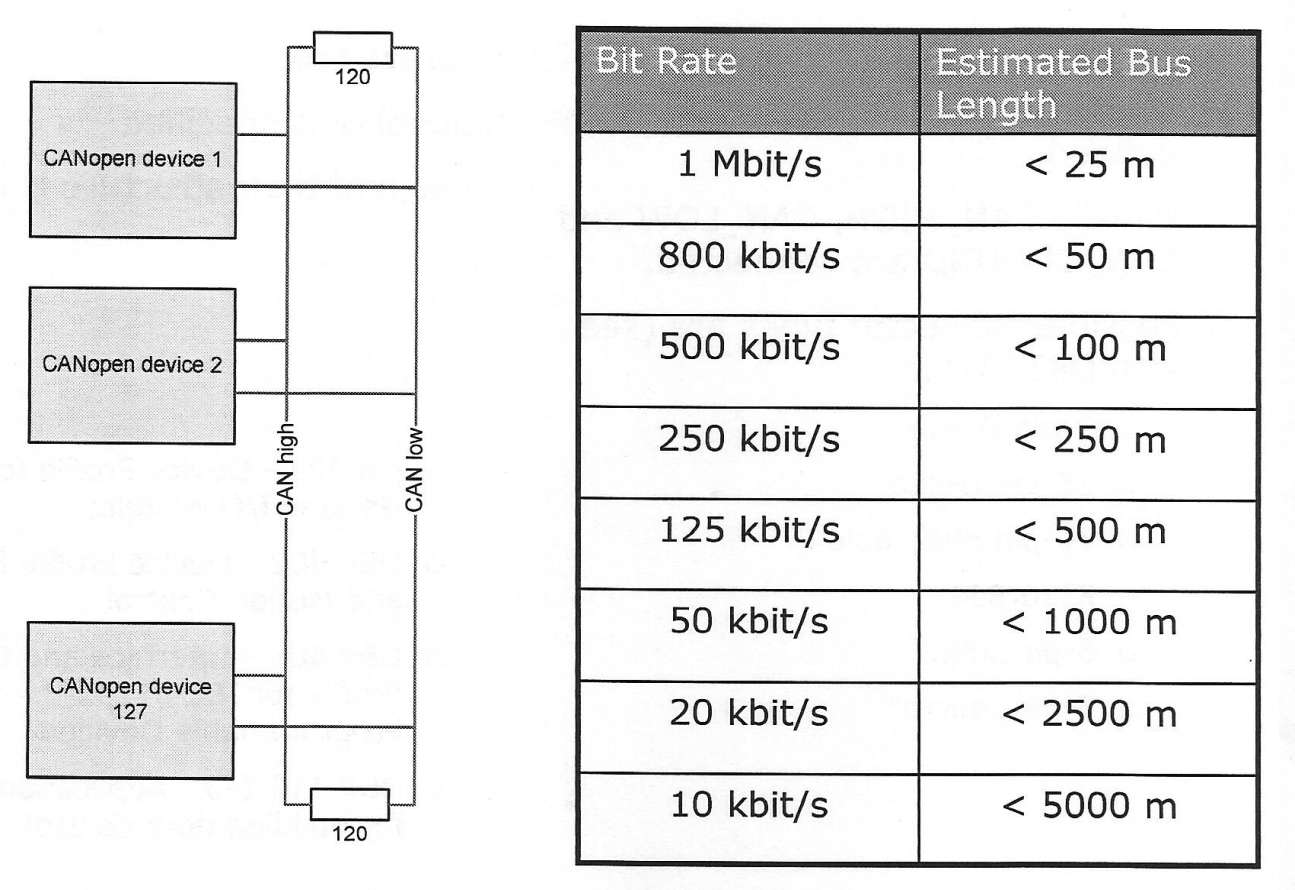 120
CANopen device 1
CANopen device 2
CAN high
CAN low
CANopen device
127
120
Bit Rate
Estimated Bus
Length
1 Mbit/s
< 25 m
800 kbit/s
< 50 m
500 kbit/s
< 100 m
250 kbit/s
< 250 m
125 kbit/s
< 500 m
50 kbit/s
< 1000 m
20 kbit/s
< 2500 m
10 kbit/s
< 5000 m